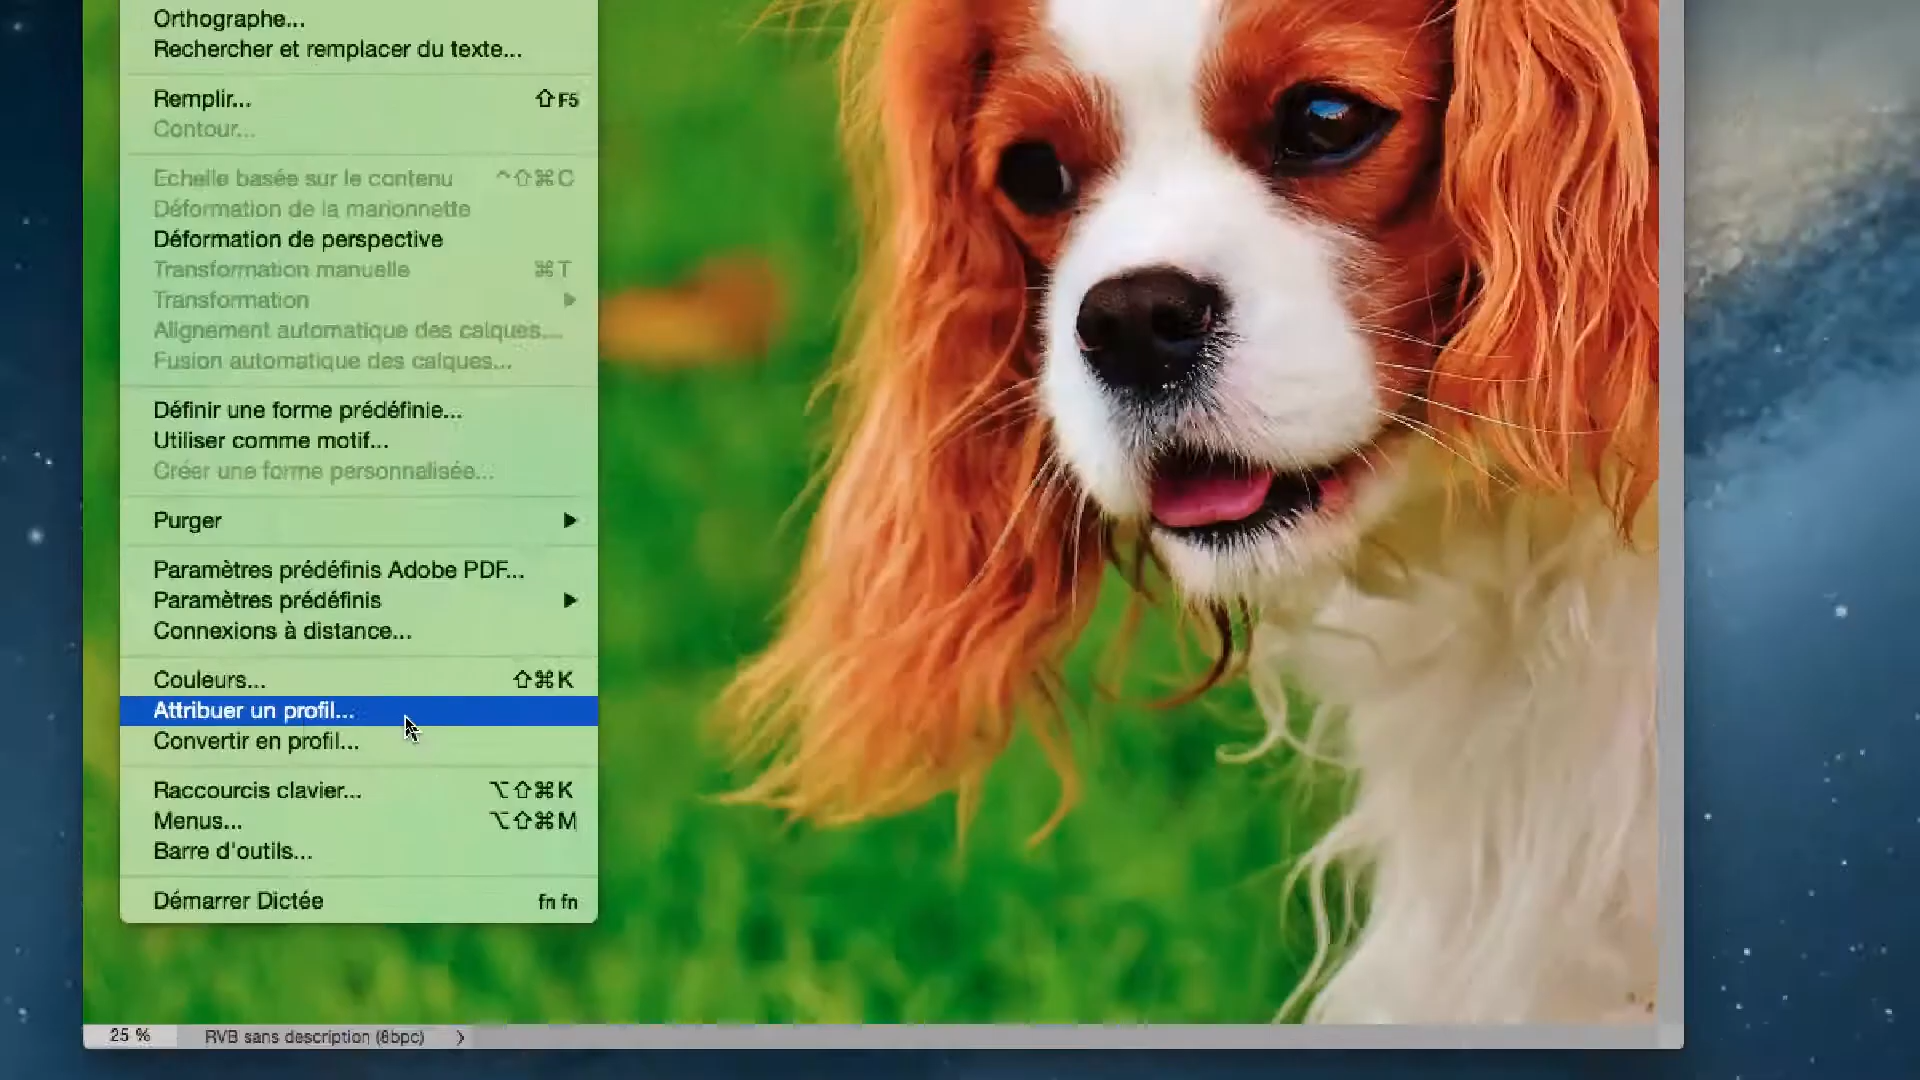 Orthographe...
Rechercher et remplacer du texte...
Remplir... ⇧F5
Contour...
Echelle basée sur le contenu ^⇧⌘C
Déformation de la marionnette
Déformation de perspective
Transformation manuelle ⌘T
Transformation ▶
Alignement automatique des calques...
Fusion automatique des calques...
Définir une forme prédéfinie...
Utiliser comme motif...
Créer une forme personnalisée...
Purger ▶
Paramètres prédéfinis Adobe PDF...
Paramètres prédéfinis ▶
Connexions à distance...
Couleurs... ⇧⌘K
Attribuer un profil...
Convertir en profil...
Raccourcis clavier... ⌥⇧⌘K
Menus... ⌥⇧⌘M
Barre d'outils...
Démarrer Dictée fn fn
25 % RVB sans description (8bpc) >